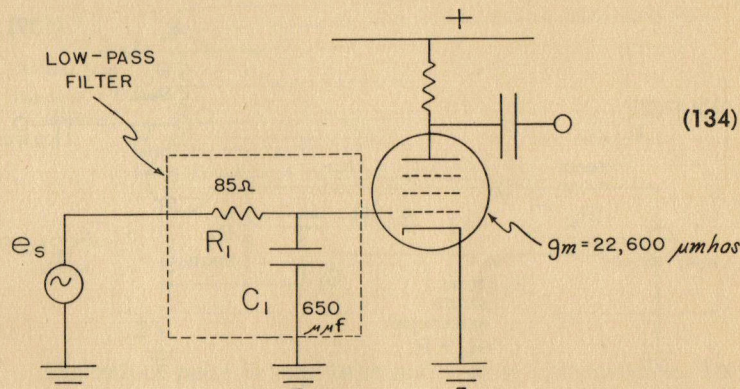 +
LOW-PASS
FILTER
(134)
85Ω
R1
es
gm = 22,600 μmhos
C1
650
μμf
-